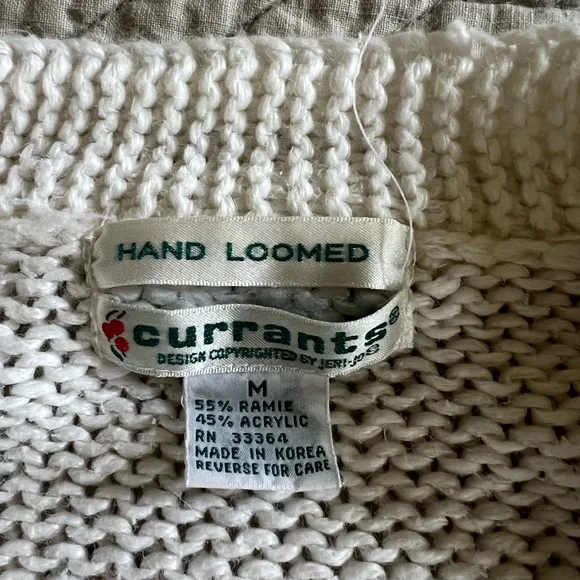 HAND LOOMED
currants®
DESIGN COPYRIGHTED BY JERI-JO®
M
55% RAMIE
45% ACRYLIC
RN 33364
MADE IN KOREA
REVERSE FOR CARE